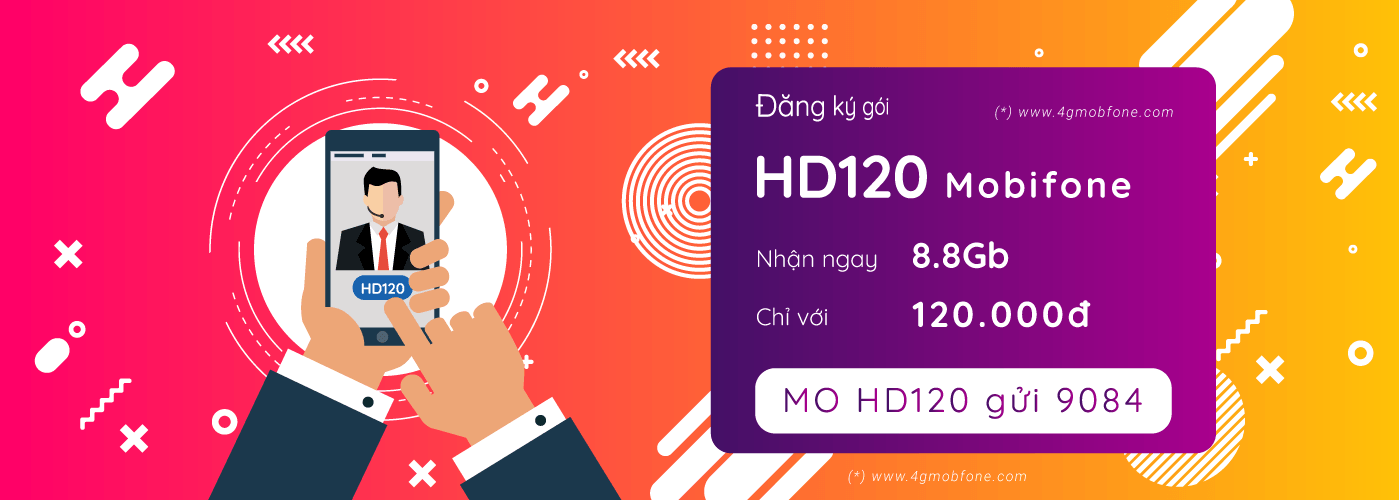 HD120
Đăng ký gói
(*) www.4gmobfone.com
HD120 Mobifone
Nhận ngay 8.8Gb
Chỉ với 120.000đ
MO HD120 gửi 9084
(*) www.4gmobfone.com